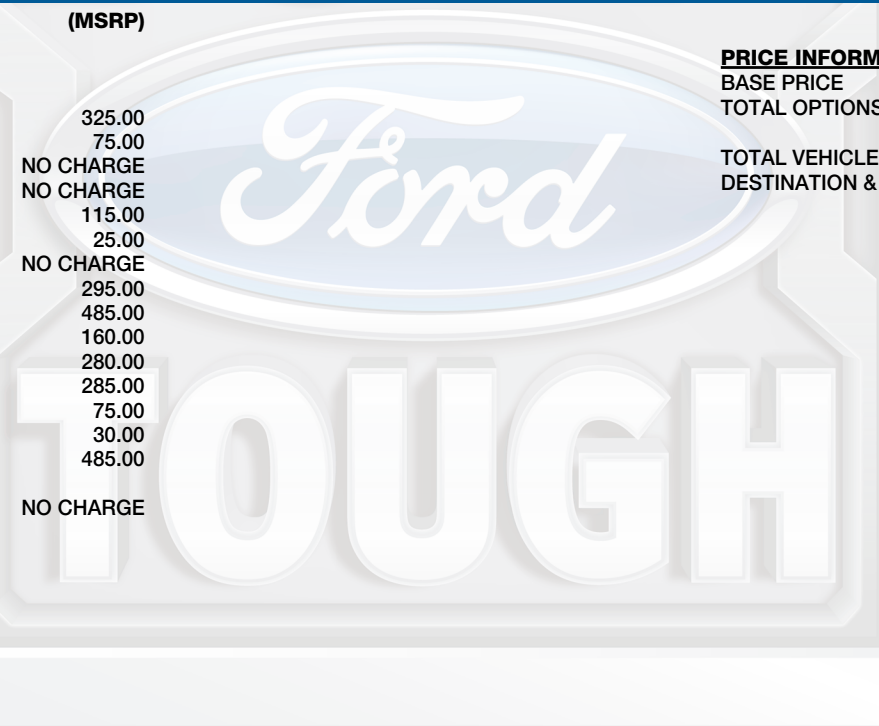 (MSRP)
325.00
75.00
NO CHARGE
NO CHARGE
115.00
25.00
NO CHARGE
295.00
485.00
160.00
280.00
285.00
75.00
30.00
485.00
NO CHARGE
PRICE INFORM
BASE PRICE
TOTAL OPTIONS
TOTAL VEHICLE
DESTINATION &
Ford
TOUGH